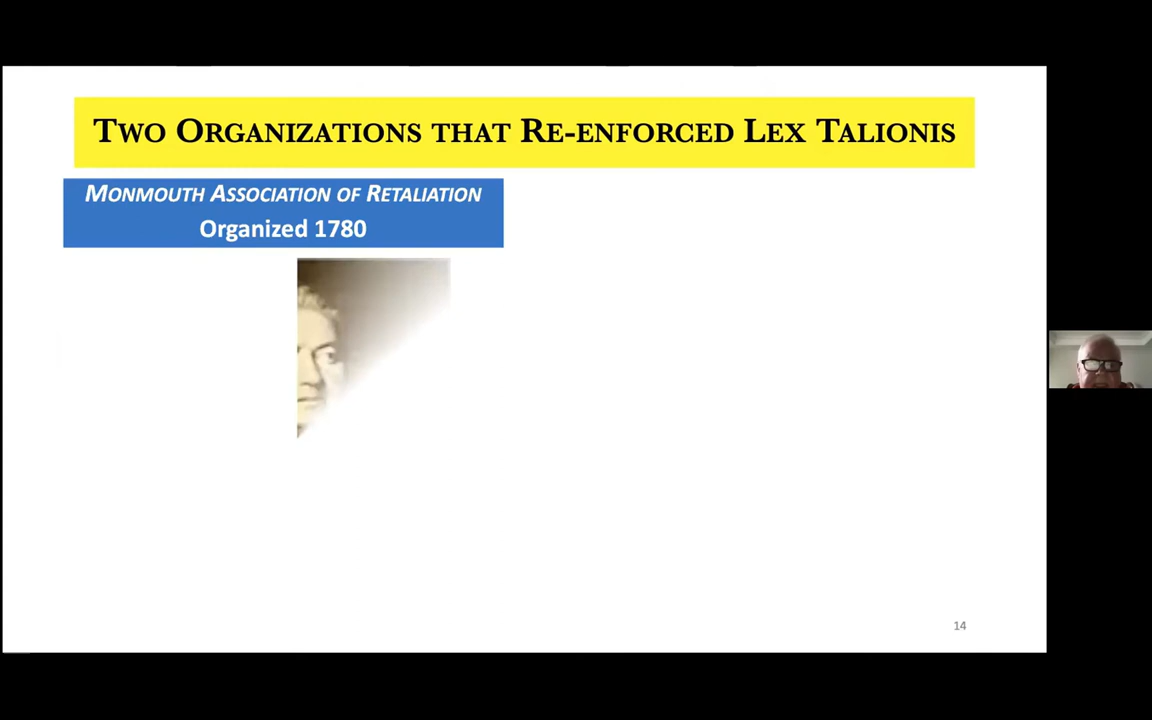 Two Organizations that Re-enforced Lex Talionis
Monmouth Association of Retaliation
Organized 1780
14